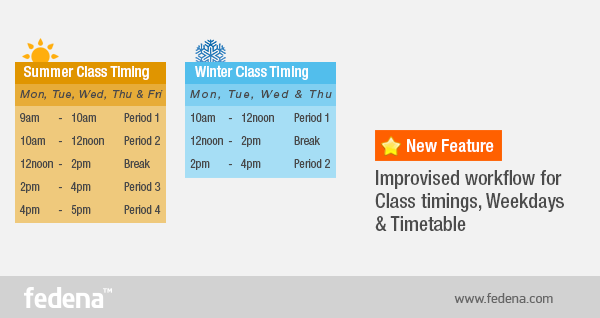 Summer Class Timing
Mon, Tue, Wed, Thu & Fri
9am - 10am Period 1
10am - 12noon Period 2
12noon - 2pm Break
2pm - 4pm Period 3
4pm - 5pm Period 4
Winter Class Timing
Mon, Tue, Wed & Thu
10am - 12noon Period 1
12noon - 2pm Break
2pm - 4pm Period 2
New Feature
Improvised workflow for
Class timings, Weekdays
& Timetable
fedena™
www.fedena.com